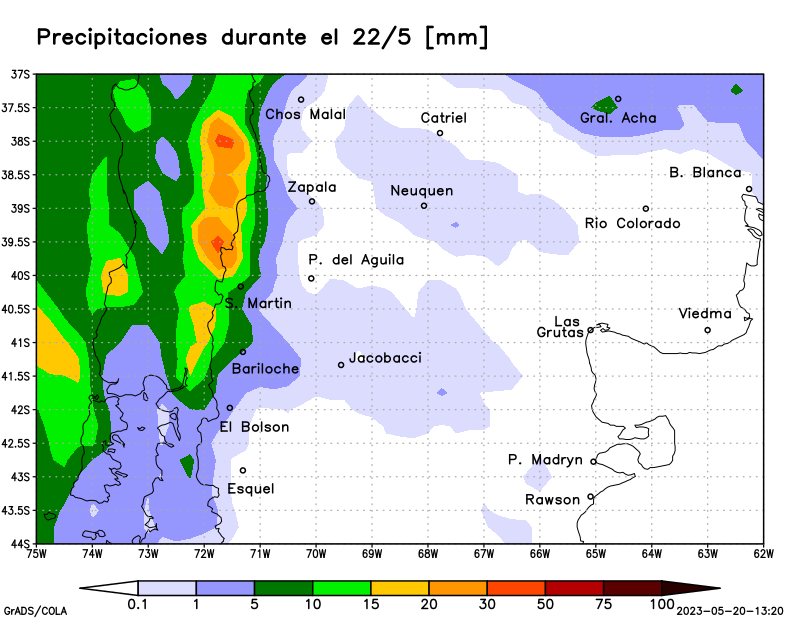 Precipitaciones durante el 22/5 [mm]
37S
37.5S
38S
38.5S
39S
39.5S
40S
40.5S
41S
41.5S
42S
42.5S
43S
43.5S
44S
Chos Malal
Catriel
Gral. Acha
B. Blanca
Zapala
Neuquen
Rio Colorado
P. del Aguila
S. Martin
Las
Grutas
Viedma
Bariloche
Jacobacci
El Bolson
P. Madryn
Esquel
Rawson
75W 74W 73W 72W 71W 70W 69W 68W 67W 66W 65W 64W 63W 62W
0.1 1 5 10 15 20 30 50 75 100
GrADS/COLA
2023-05-20-13:20